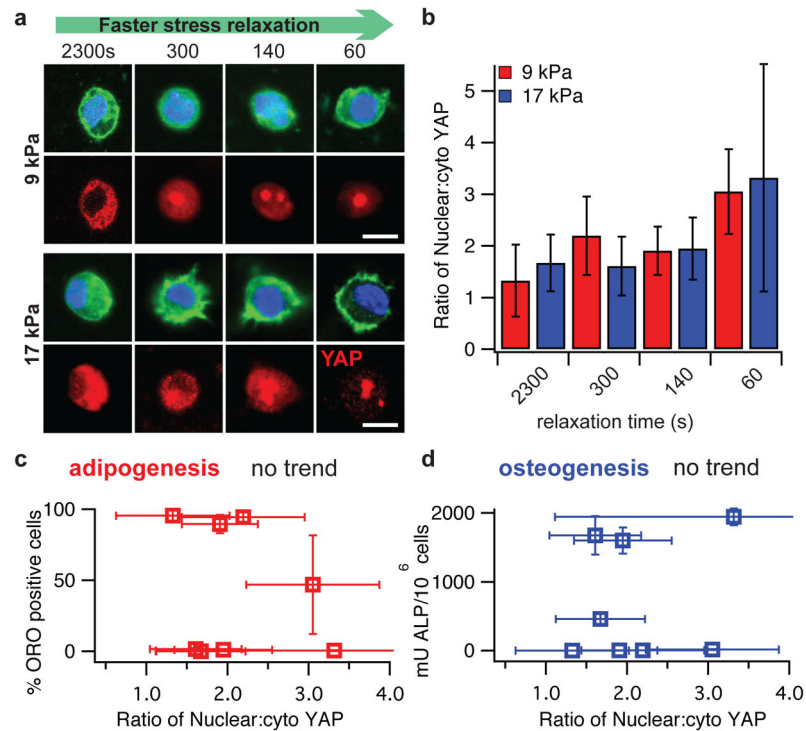 a
Faster stress relaxation
2300s 300 140 60
9 kPa
17 kPa
YAP
b
9 kPa
17 kPa
Ratio of Nuclear:cyto YAP
5
4
3
2
1
0
2300 300 140 60
relaxation time (s)
c adipogenesis no trend
% ORO positive cells
100
50
0
1.0 2.0 3.0 4.0
Ratio of Nuclear:cyto YAP
d osteogenesis no trend
mU ALP/10⁶ cells
2000
1000
0
1.0 2.0 3.0 4.0
Ratio of Nuclear:cyto YAP